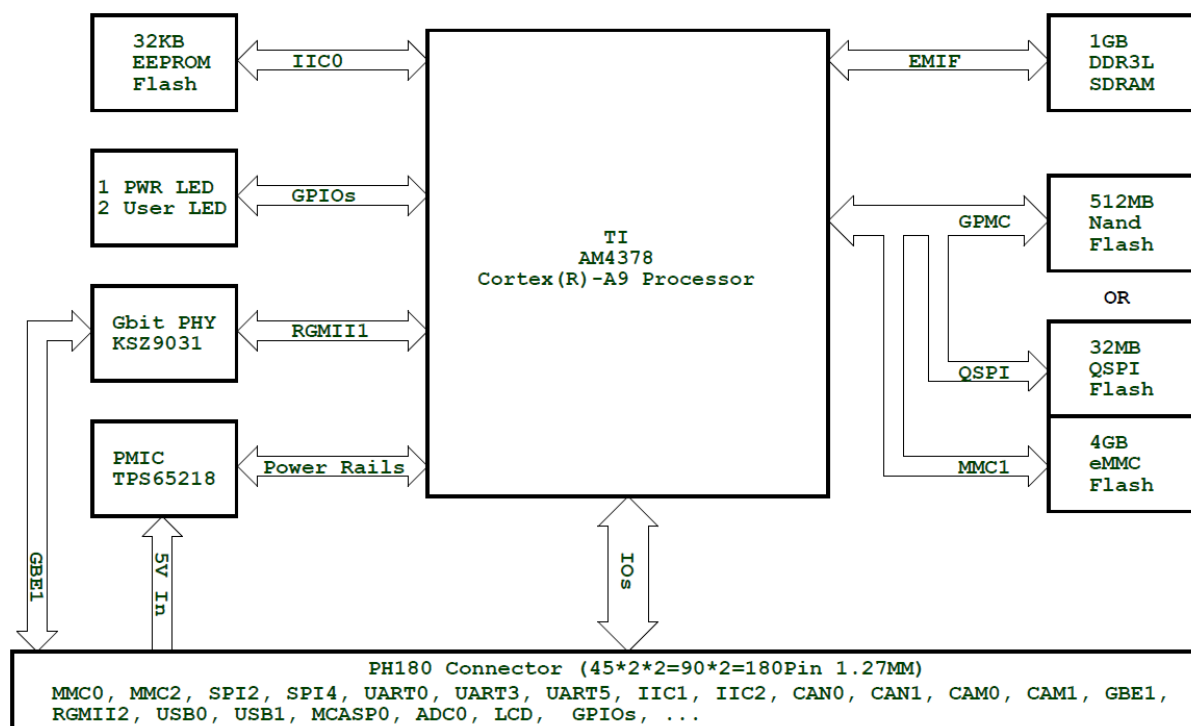 32KB
EEPROM
Flash
IIC0
1 PWR LED
2 User LED
GPIOs
Gbit PHY
KSZ9031
RGMII1
PMIC
TPS65218
Power Rails
GBE1
5V In
TI
AM4378
Cortex(R)-A9 Processor
IOs
EMIF
1GB
DDR3L
SDRAM
GPMC
512MB
Nand
Flash
OR
QSPI
32MB
QSPI
Flash
MMC1
4GB
eMMC
Flash
PH180 Connector (45*2*2=90*2=180Pin 1.27MM)
MMC0, MMC2, SPI2, SPI4, UART0, UART3, UART5, IIC1, IIC2, CAN0, CAN1, CAM0, CAM1, GBE1,
RGMII2, USB0, USB1, MCASP0, ADC0, LCD, GPIOs, ...